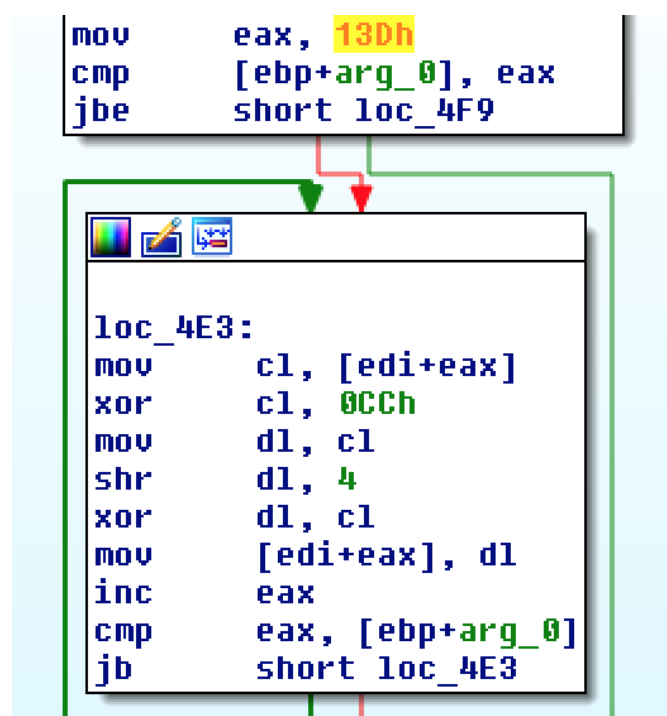 mov eax, 13Dh
cmp [ebp+arg_0], eax
jbe short loc_4F9
loc_4E3:
mov cl, [edi+eax]
xor cl, 0CCh
mov dl, cl
shr dl, 4
xor dl, cl
mov [edi+eax], dl
inc eax
cmp eax, [ebp+arg_0]
jb short loc_4E3